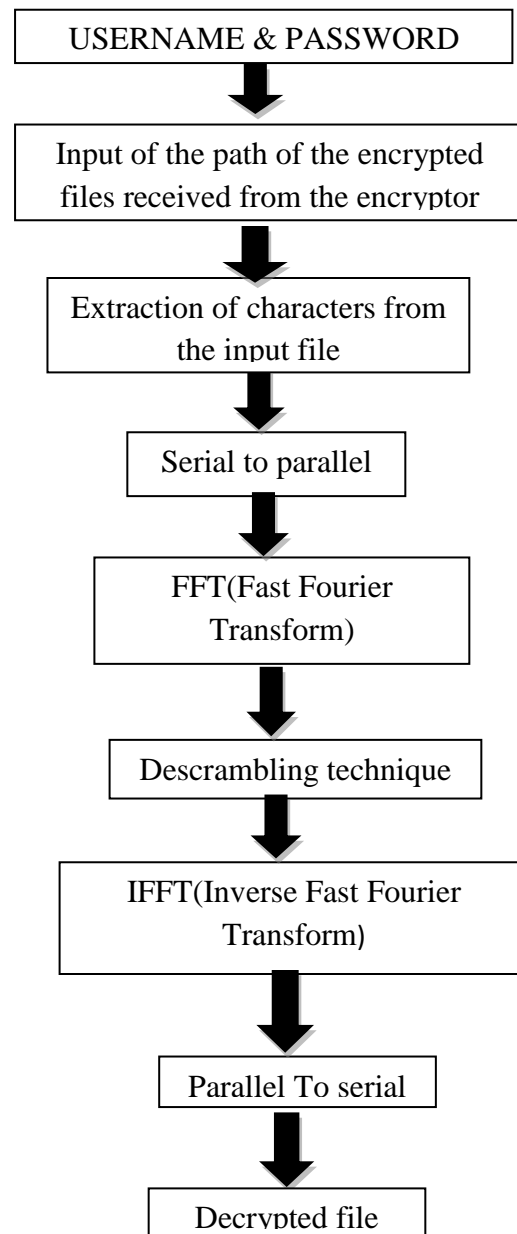 USERNAME & PASSWORD
Input of the path of the encrypted
files received from the encryptor
Extraction of characters from
the input file
Serial to parallel
FFT(Fast Fourier
Transform)
Descrambling technique
IFFT(Inverse Fast Fourier
Transform)
Parallel To serial
Decrypted file